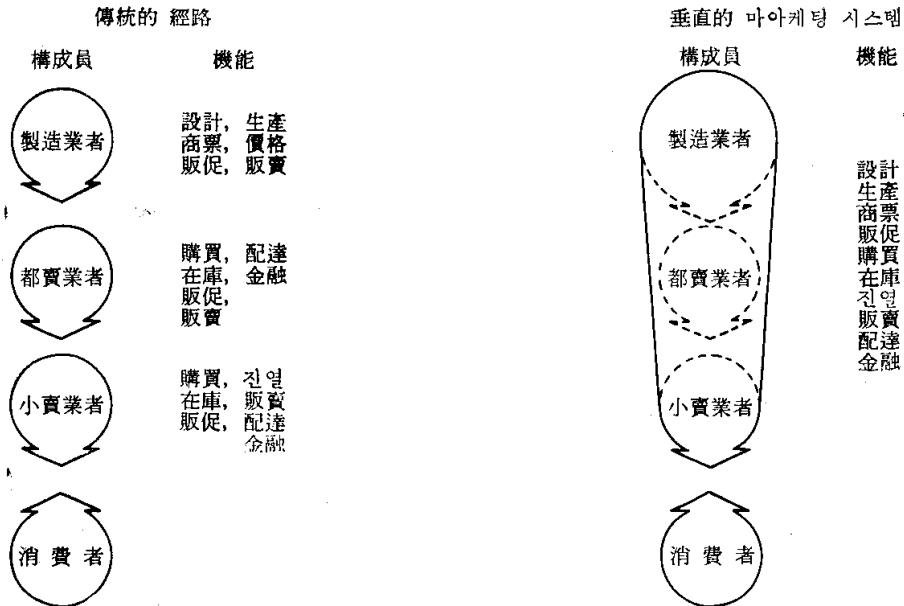 傳統的 經路
構成員 機能
製造業者
設計, 生產
商票, 價格
販促, 販賣
都賣業者
購買, 配達
在庫, 金融
販促,
販賣
小賣業者
購買, 진열
在庫, 販賣
販促, 配達
金融
消 費 者
垂直的 마아케팅 시스템
構成員 機能
製造業者
都賣業者
小賣業者
消 費 者
設計
生產
商票
販促
購買
在庫
진열
販賣
配達
金融